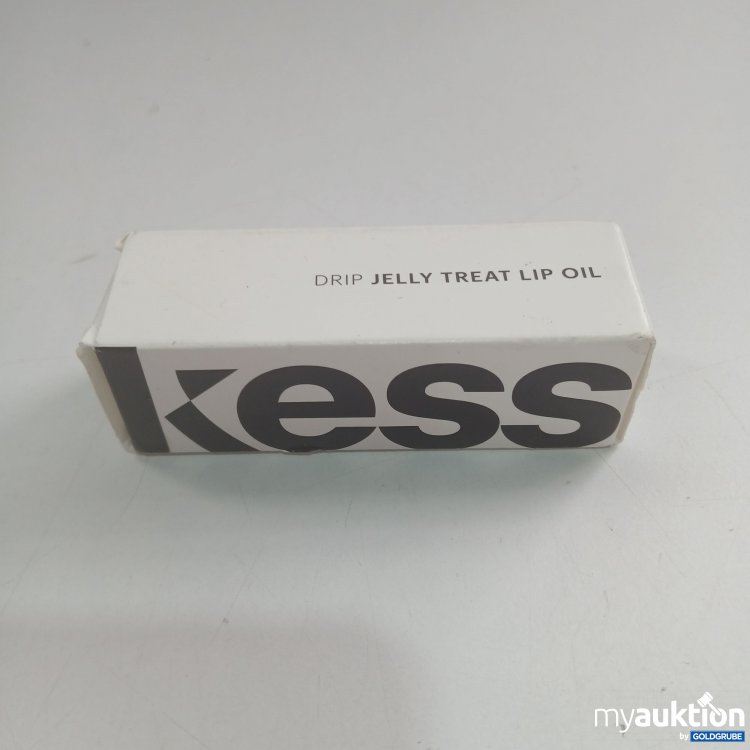 DRIP JELLY TREAT LIP OIL
kess
myauktion
by GOLDGRUBE